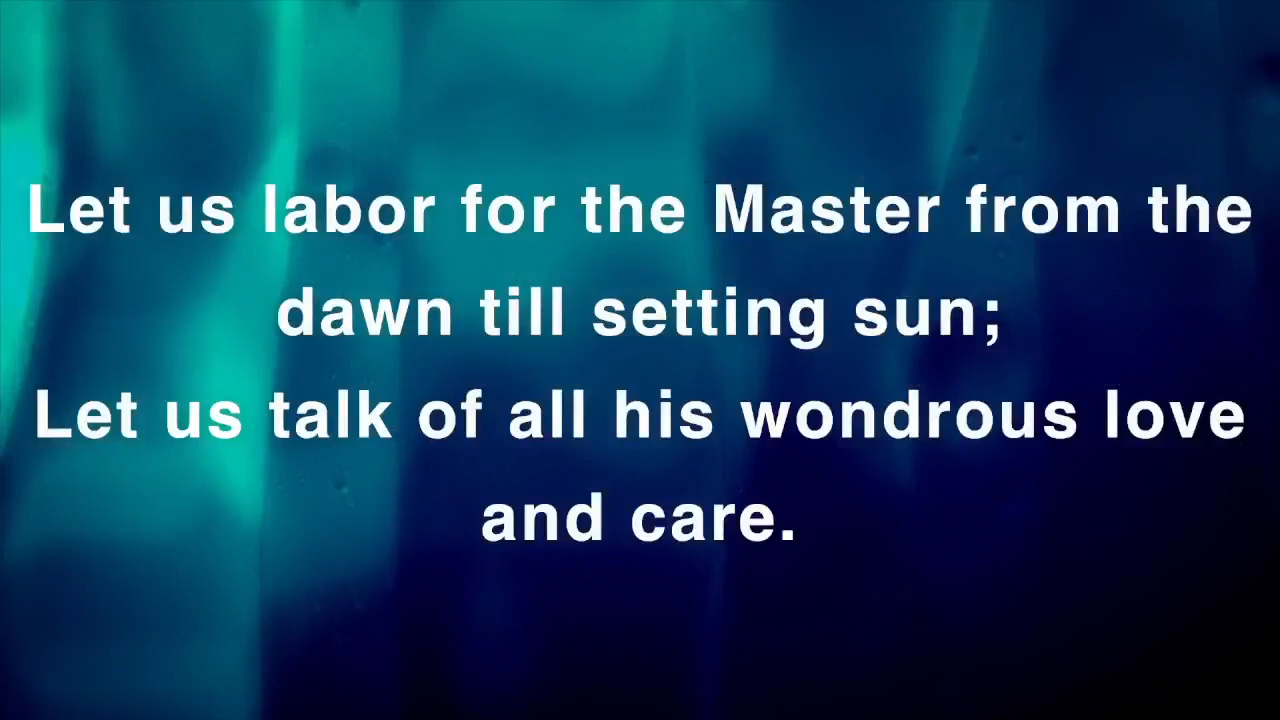 Let us labor for the Master from the
dawn till setting sun;
Let us talk of all his wondrous love
and care.